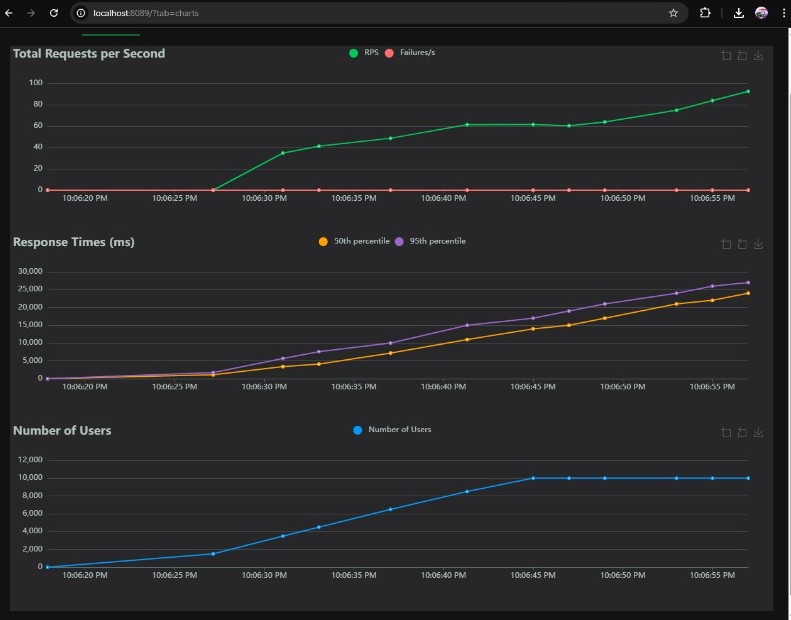 localhost:8089/?tab=charts
Total Requests per Second
RPS Failures/s
100
80
60
40
20
0
10:06:20 PM 10:06:25 PM 10:06:30 PM 10:06:35 PM 10:06:40 PM 10:06:45 PM 10:06:50 PM 10:06:55 PM
Response Times (ms)
50th percentile 95th percentile
30,000
25,000
20,000
15,000
10,000
5,000
0
10:06:20 PM 10:06:25 PM 10:06:30 PM 10:06:35 PM 10:06:40 PM 10:06:45 PM 10:06:50 PM 10:06:55 PM
Number of Users
Number of Users
12,000
10,000
8,000
6,000
4,000
2,000
0
10:06:20 PM 10:06:25 PM 10:06:30 PM 10:06:35 PM 10:06:40 PM 10:06:45 PM 10:06:50 PM 10:06:55 PM